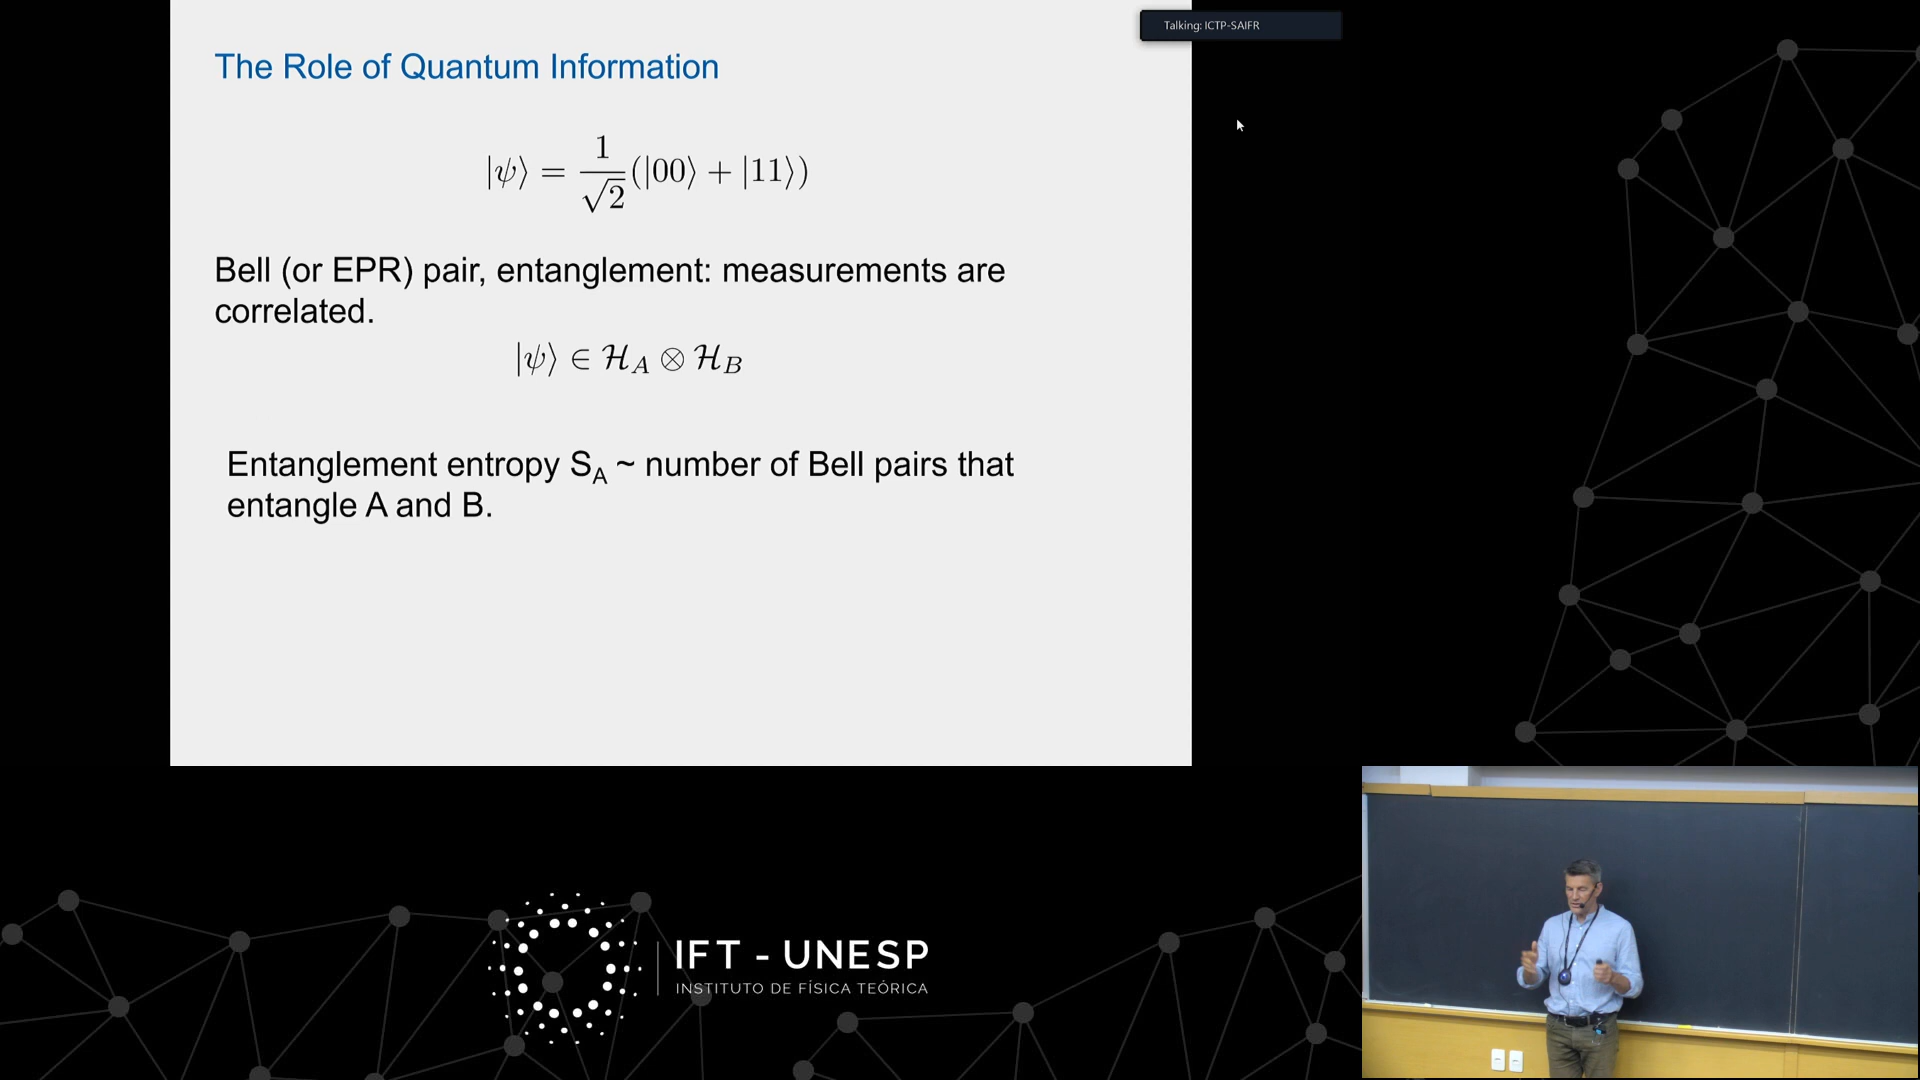 Talking: ICTP-SAIFR
The Role of Quantum Information
|ψ⟩ = 1/√2 (|00⟩ + |11⟩)
Bell (or EPR) pair, entanglement: measurements are
correlated.
|ψ⟩ ∈ ℋ_A ⊗ ℋ_B
Entanglement entropy S_A ~ number of Bell pairs that
entangle A and B.
IFT - UNESP
INSTITUTO DE FÍSICA TEÓRICA